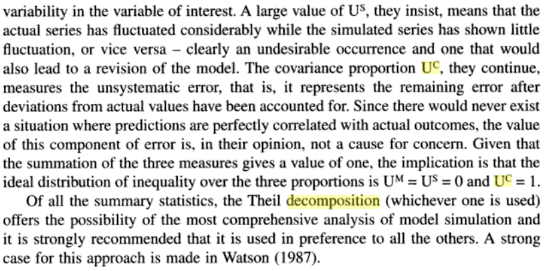 variability in the variable of interest. A large value of Uˢ, they insist, means that the
actual series has fluctuated considerably while the simulated series has shown little
fluctuation, or vice versa – clearly an undesirable occurrence and one that would
also lead to a revision of the model. The covariance proportion Uᶜ, they continue,
measures the unsystematic error, that is, it represents the remaining error after
deviations from actual values have been accounted for. Since there would never exist
a situation where predictions are perfectly correlated with actual outcomes, the value
of this component of error is, in their opinion, not a cause for concern. Given that
the summation of the three measures gives a value of one, the implication is that the
ideal distribution of inequality over the three proportions is Uᴹ = Uˢ = 0 and Uᶜ = 1.
Of all the summary statistics, the Theil decomposition (whichever one is used)
offers the possibility of the most comprehensive analysis of model simulation and
it is strongly recommended that it is used in preference to all the others. A strong
case for this approach is made in Watson (1987).